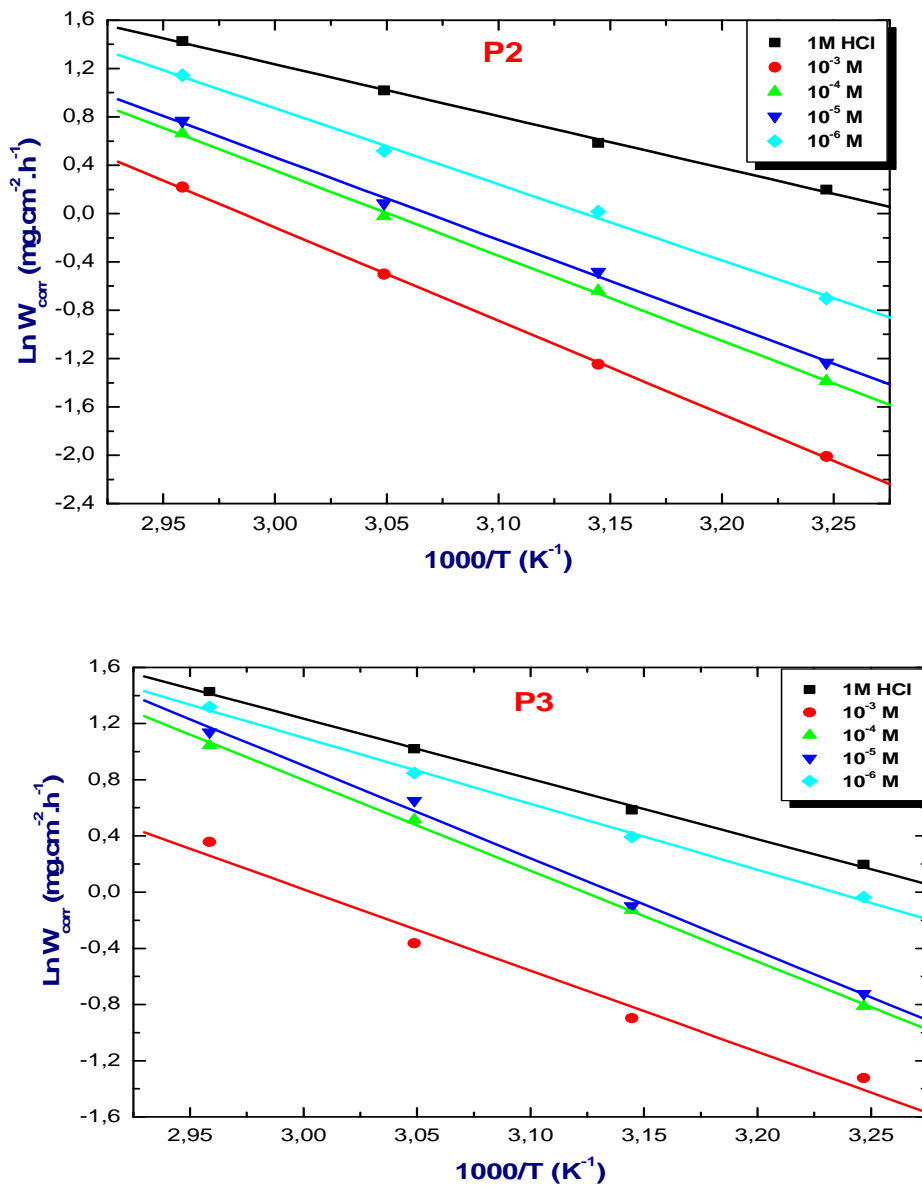 P2
1M HCl
10⁻³ M
10⁻⁴ M
10⁻⁵ M
10⁻⁶ M
1,6
1,2
0,8
0,4
0,0
-0,4
-0,8
-1,2
-1,6
-2,0
-2,4
Ln W_corr (mg.cm⁻².h⁻¹)
2,95 3,00 3,05 3,10 3,15 3,20 3,25
1000/T (K⁻¹)
P3
1M HCl
10⁻³ M
10⁻⁴ M
10⁻⁵ M
10⁻⁶ M
1,6
1,2
0,8
0,4
0,0
-0,4
-0,8
-1,2
-1,6
Ln W_corr (mg.cm⁻².h⁻¹)
2,95 3,00 3,05 3,10 3,15 3,20 3,25
1000/T (K⁻¹)